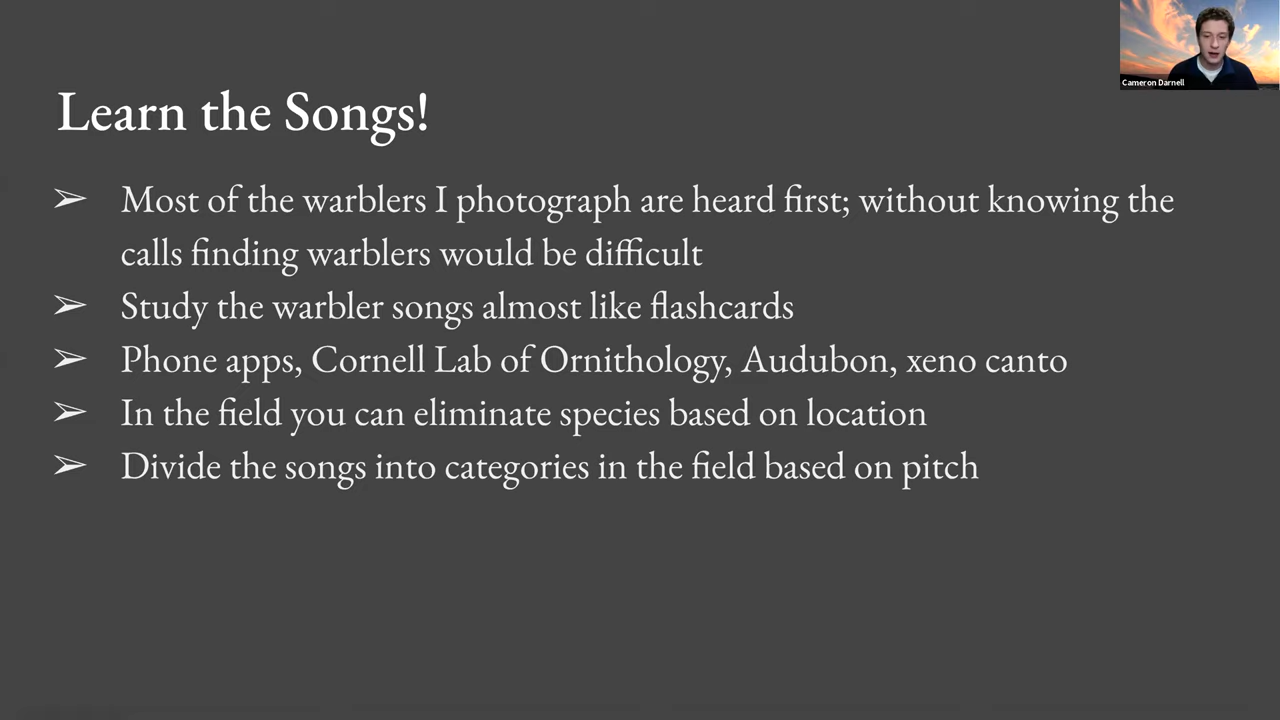 Cameron Darnell
Learn the Songs!
➢ Most of the warblers I photograph are heard first; without knowing the
calls finding warblers would be difficult
➢ Study the warbler songs almost like flashcards
➢ Phone apps, Cornell Lab of Ornithology, Audubon, xeno canto
➢ In the field you can eliminate species based on location
➢ Divide the songs into categories in the field based on pitch